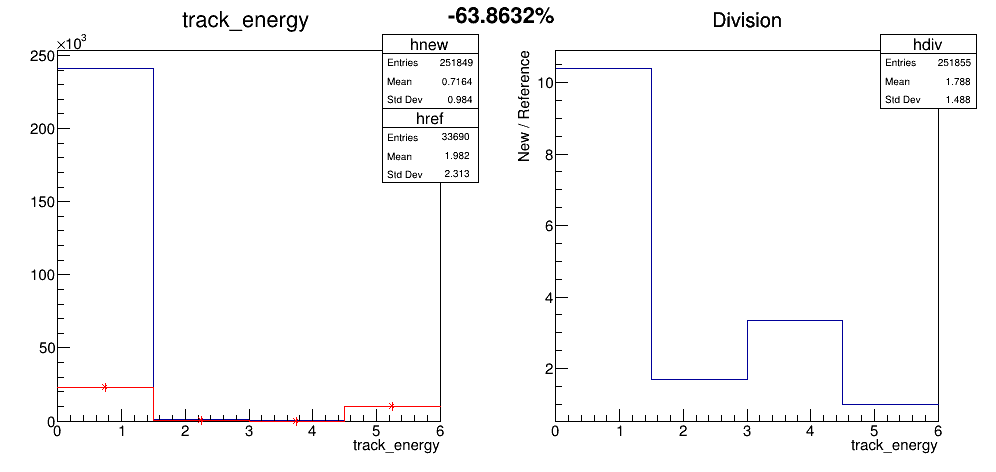 -63.8632%
track_energy
×10³
hnew
Entries 251849
Mean 0.7164
Std Dev 0.984
href
Entries 33690
Mean 1.982
Std Dev 2.313
250
200
150
100
50
0
0 1 2 3 4 5 6
track_energy
Division
hdiv
Entries 251855
Mean 1.788
Std Dev 1.488
New / Reference
10
8
6
4
2
0 1 2 3 4 5 6
track_energy